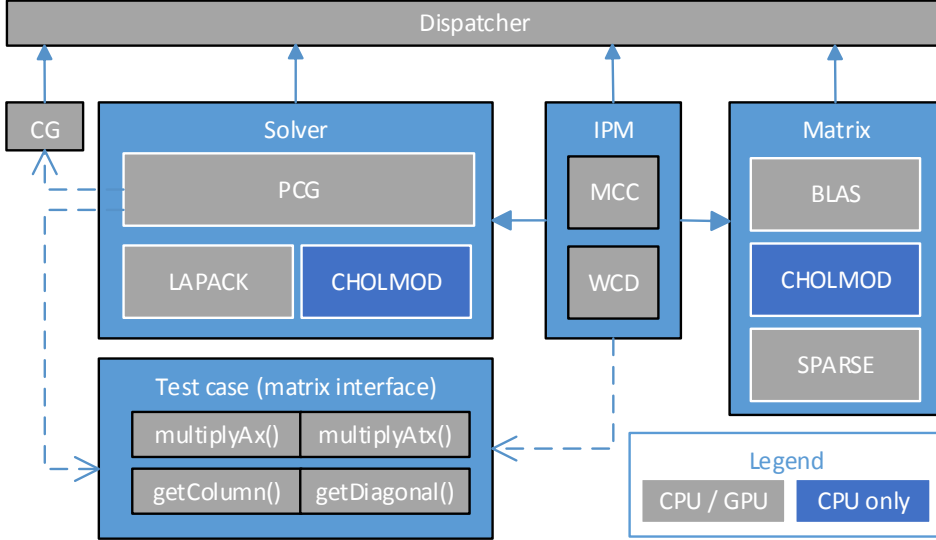 Dispatcher
CG
Solver
PCG
LAPACK
CHOLMOD
IPM
MCC
WCD
Matrix
BLAS
CHOLMOD
SPARSE
Test case (matrix interface)
multiplyAx()
multiplyAtx()
getColumn()
getDiagonal()
Legend
CPU / GPU
CPU only